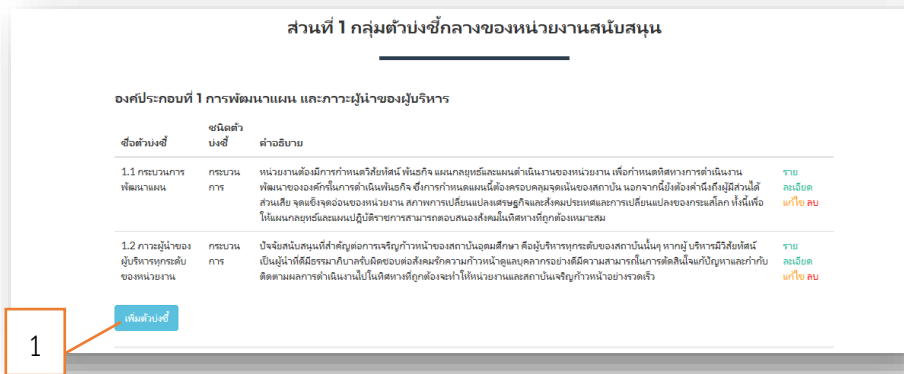 ส่วนที่ 1 กลุ่มตัวบ่งชี้กลางของหน่วยงานสนับสนุน
องค์ประกอบที่ 1 การพัฒนาแผน และภาวะผู้นำของผู้บริหาร
ชื่อตัวบ่งชี้ ชนิดตัวบ่งชี้ คำอธิบาย
1.1 กระบวนการ กระบวน หน่วยงานต้องมีการกำหนดวิสัยทัศน์ พันธกิจ แผนกลยุทธ์และแผนดำเนินงานของหน่วยงาน เพื่อกำหนดทิศทางการดำเนินงาน ราย
พัฒนาแผน การ พัฒนาขององค์กรในการดำเนินพันธกิจ ซึ่งการกำหนดแผนนี้ต้องครอบคลุมจุดเน้นของสถาบัน นอกจากนี้ยังต้องคำนึงถึงผู้มีส่วนได้ ละเอียด
ส่วนเสีย จุดแข็งจุดอ่อนของหน่วยงาน สภาพการเปลี่ยนแปลงเศรษฐกิจและสังคมประเทศและการเปลี่ยนแปลงของกระแสโลก ทั้งนี้เพื่อ แก้ไข ลบ
ให้แผนกลยุทธ์และแผนปฏิบัติราชการสามารถตอบสนองสังคมในทิศทางที่ถูกต้องเหมาะสม
1.2 ภาวะผู้นำของ กระบวน ปัจจัยสนับสนุนที่สำคัญต่อการเจริญก้าวหน้าของสถาบันอุดมศึกษา คือผู้บริหารทุกระดับของสถาบันนั้นๆ หากผู้ บริหารมีวิสัยทัศน์ ราย
ผู้บริหารทุกระดับ การ เป็นผู้นำที่ดีมีธรรมาภิบาลรับผิดชอบต่อสังคมรักความก้าวหน้าดูแลบุคลากรอย่างดีมีความสามารถในการตัดสินใจแก้ปัญหาและกำกับ ละเอียด
ของหน่วยงาน ติดตามผลการดำเนินงานไปในทิศทางที่ถูกต้องจะทำให้หน่วยงานและสถาบันเจริญก้าวหน้าอย่างรวดเร็ว แก้ไข ลบ
เพิ่มตัวบ่งชี้
1